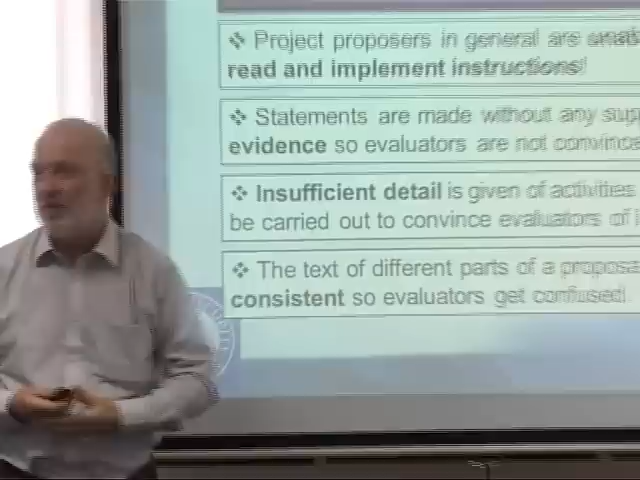 ❖ Project proposers in general are
read and implement instructions!
❖ Statements are made without any
evidence so evaluators are not
❖ Insufficient detail is given of activities
be carried out to convince evaluators of
❖ The text of different parts of a
consistent so evaluators get confused!